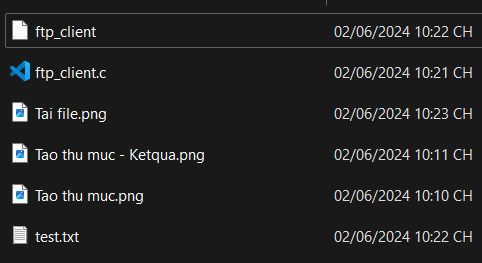 ftp_client 02/06/2024 10:22 CH
ftp_client.c 02/06/2024 10:21 CH
Tai file.png 02/06/2024 10:23 CH
Tao thu muc - Ketqua.png 02/06/2024 10:11 CH
Tao thu muc.png 02/06/2024 10:10 CH
test.txt 02/06/2024 10:22 CH